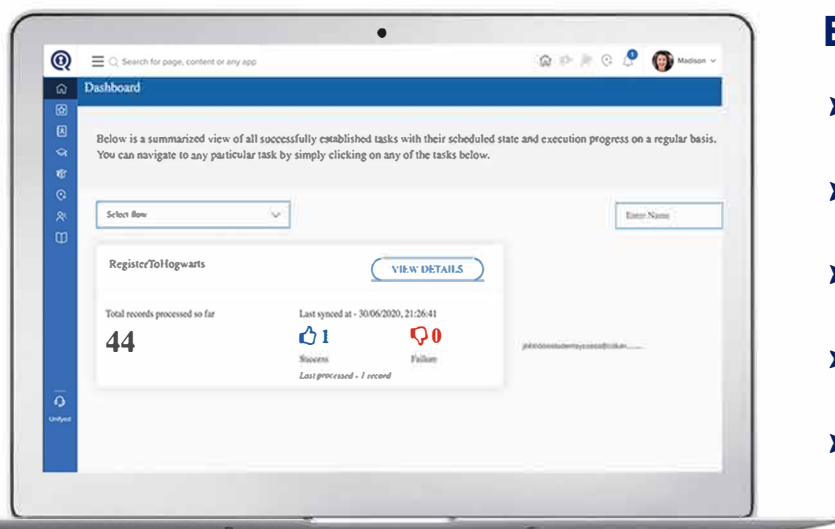 Search for page, content or any app
Madison
Dashboard
Below is a summarized view of all successfully established tasks with their scheduled state and execution progress on a regular basis.
You can navigate to any particular task by simply clicking on any of the tasks below.
Select flow
Enter Name
RegisterToHogwarts
VIEW DETAILS
Total records processed so far
Last synced at - 30/06/2020, 21:26:41
44
1
0
Success
Failure
Last processed - 1 record
Unifyed